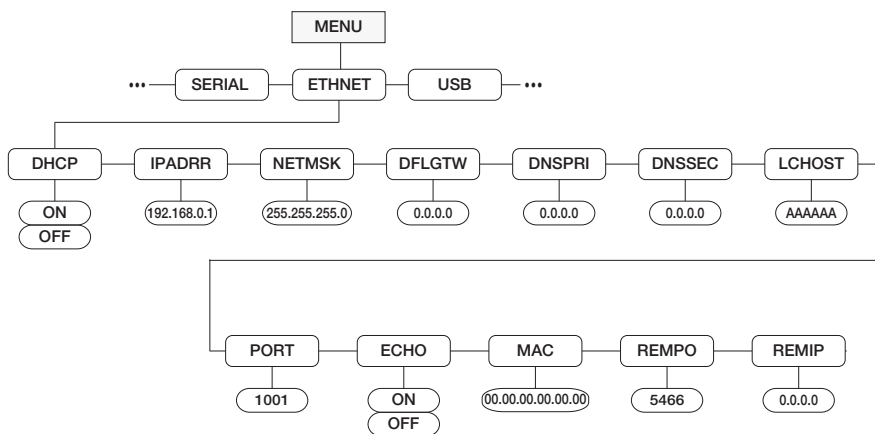 MENU
••• SERIAL ETHNET USB •••
DHCP IPADRR NETMSK DFLGTW DNSPRI DNSSEC LCHOST
ON 192.168.0.1 255.255.255.0 0.0.0.0 0.0.0.0 0.0.0.0 AAAAAA
OFF
PORT ECHO MAC REMPO REMIP
1001 ON 00.00.00.00.00.00 5466 0.0.0.0
OFF